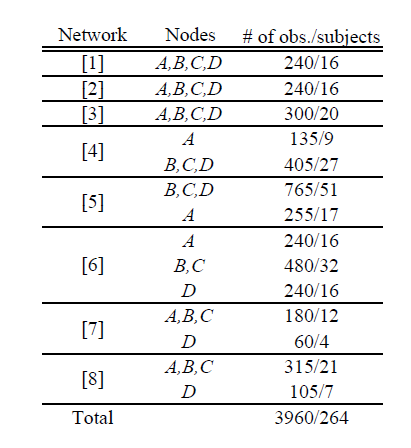 Network Nodes # of obs./subjects
[1] A,B,C,D 240/16
[2] A,B,C,D 240/16
[3] A,B,C,D 300/20
[4] A 135/9
B,C,D 405/27
[5] B,C,D 765/51
A 255/17
A 240/16
[6] B,C 480/32
D 240/16
[7] A,B,C 180/12
D 60/4
[8] A,B,C 315/21
D 105/7
Total 3960/264